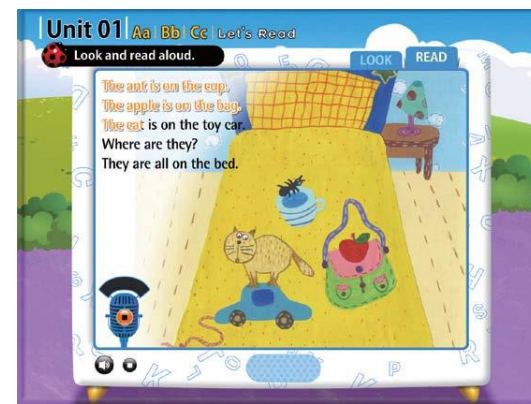 Unit 01 Aa Bb Cc Let's Read
Look and read aloud.
LOOK READ
The ant is on the cup.
The apple is on the bag.
The cat is on the toy car.
Where are they?
They are all on the bed.